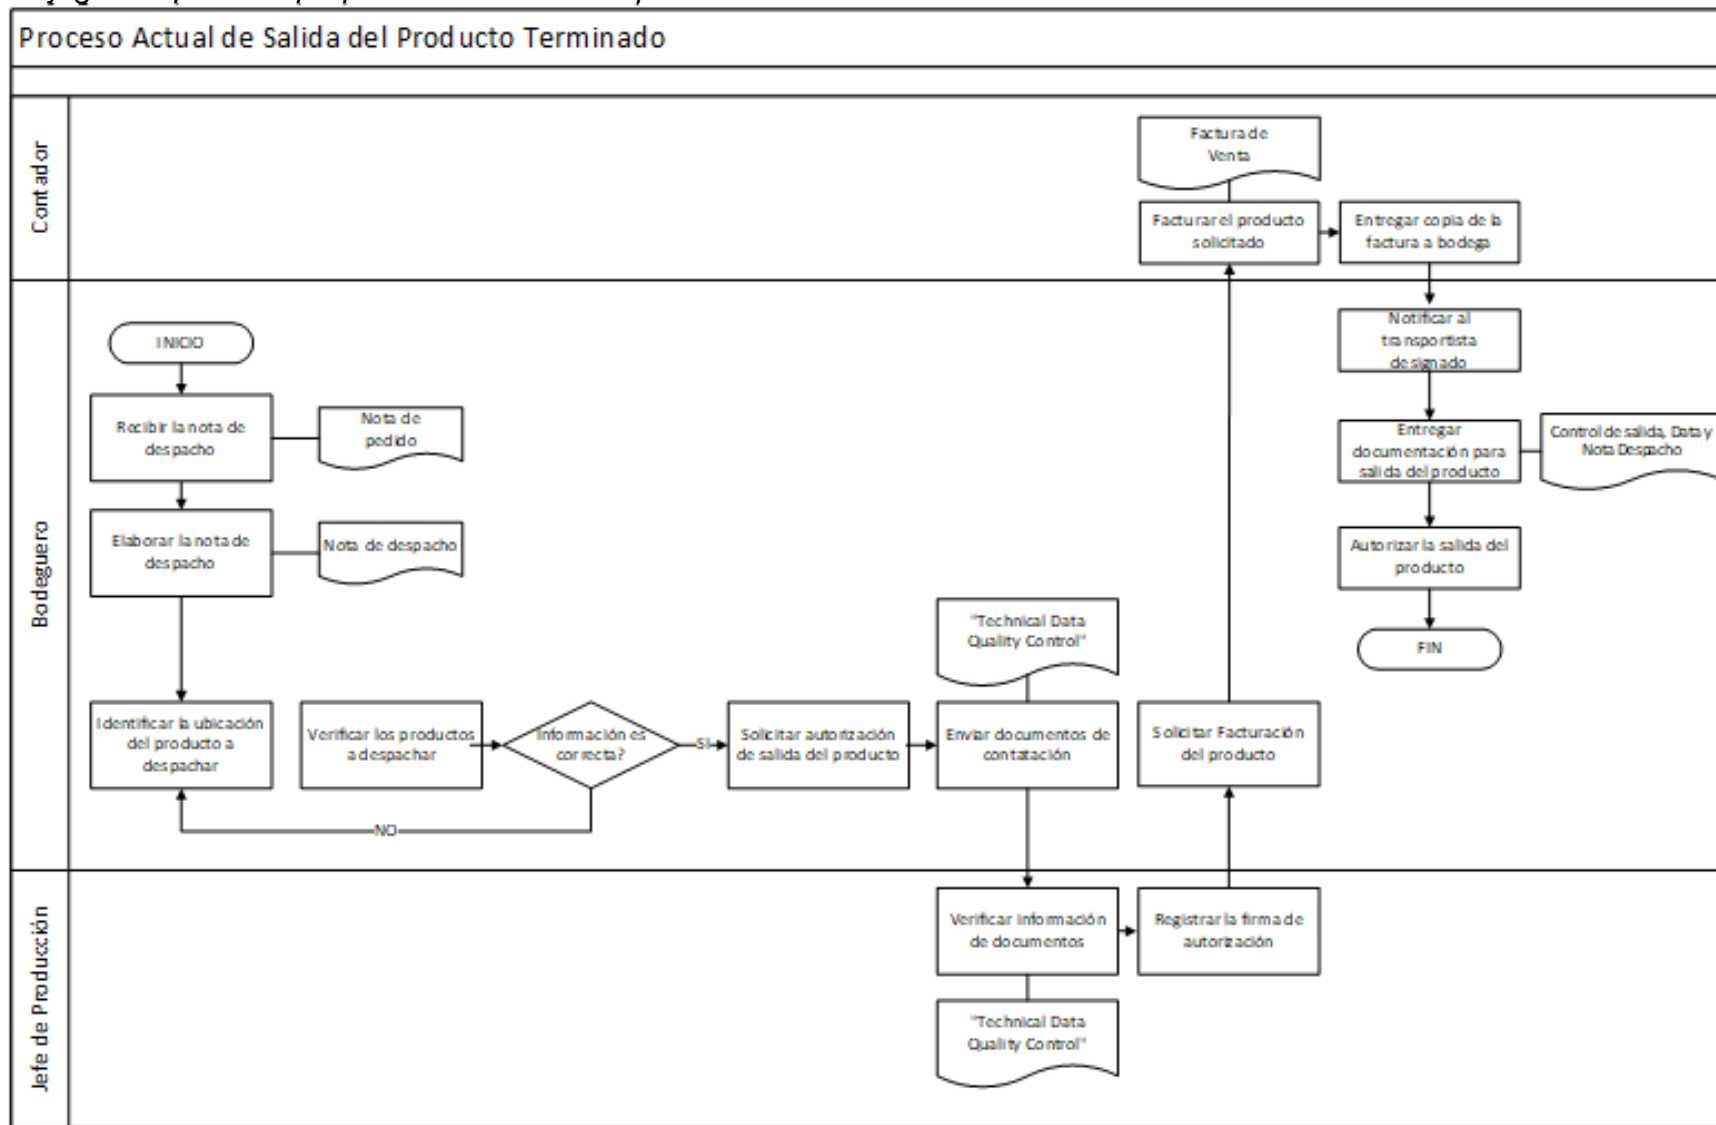 Proceso Actual de Salida del Producto Terminado
Contador
Factura de
Venta
Facturar el producto
solicitado
Entregar copia de la
factura a bodega
Bodeguero
INICIO
Recibir la nota de
despacho
Nota de
pedido
Elaborar la nota de
despacho
Nota de despacho
Identificar la ubicación
del producto a
despachar
Verificar los productos
a despachar
Información es
correcta?
SI
NO
Solicitar autorización
de salida del producto
"Technical Data
Quality Control"
Enviar documentos de
contatación
Solicitar Facturación
del producto
Notificar al
transportista
designado
Entregar
documentación para
salida del producto
Control de salida, Data y
Nota Despacho
Autorizar la salida del
producto
FIN
Jefe de Producción
Verificar información
de documentos
Registrar la firma de
autorización
"Technical Data
Quality Control"